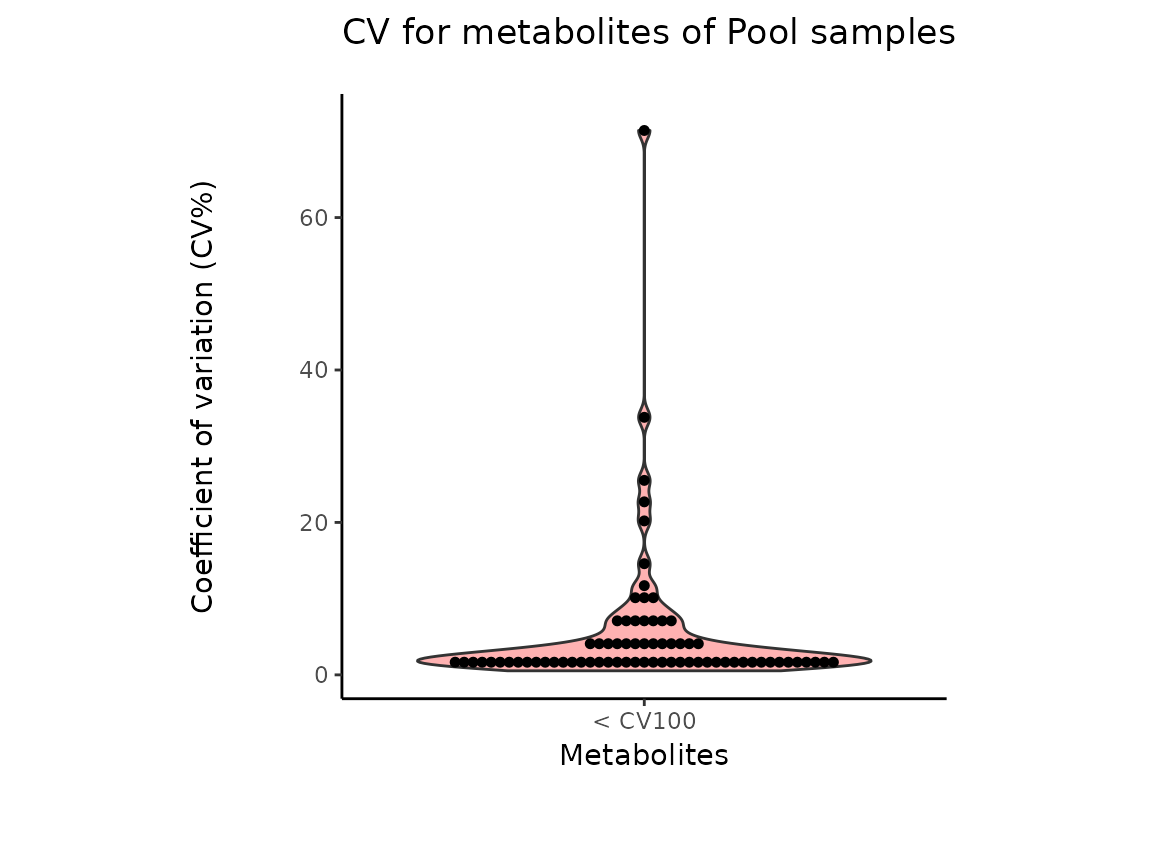 CV for metabolites of Pool samples
Coefficient of variation (CV%)
60
40
20
0
< CV100
Metabolites